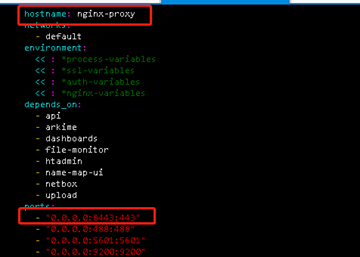 hostname: nginx-proxy
networks:
- default
environment:
<< : *process-variables
<< : *ssl-variables
<< : *auth-variables
<< : *nginx-variables
depends_on:
- api
- arkime
- dashboards
- file-monitor
- htadmin
- name-map-ui
- netbox
- upload
ports:
- "0.0.0.0:8443:443"
- "0.0.0.0:488:488"
- "0.0.0.0:5601:5601"
- "0.0.0.0:9200:9200"